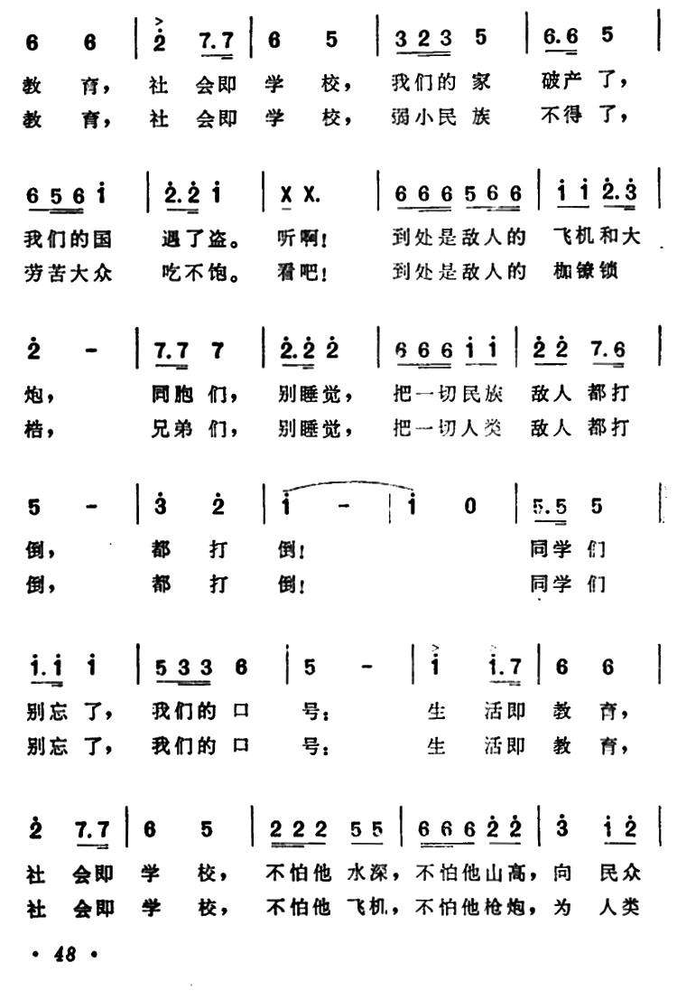 6 6 | 2̇ 7.7 | 6 5 | 3 2 3 5 | 6.6 5 |
教 育， 社 会即 学 校， 我们的 家 破产 了，
教 育， 社 会即 学 校， 弱小民 族 不得 了，
6 5 6 1̇ | 2̇.2̇ 1̇ | X X. | 6 6 6 5 6 6 | 1̇ 1̇ 2̇.3̇ |
我们的国 遇了盗。 听啊！ 到处是敌人的 飞机和大
劳苦大众 吃不饱。 看吧！ 到处是敌人的 枷镣锁
2̇ － | 7.7 7 | 2̇.2̇ 2̇ | 6 6 6 1̇ 1̇ | 2̇ 2̇ 7.6 |
炮， 同胞 们， 别睡觉， 把一切民族 敌人 都打
梏， 兄弟 们， 别睡觉， 把一切人类 敌人 都打
5 － | 3̇ 2̇ | 1̇ － | 1̇ 0 | 5.5 5 |
倒， 都 打 倒！ 同学 们
倒， 都 打 倒！ 同学 们
1̇.1̇ 1̇ | 5 3 3 6 | 5 － | 1̇ 1̇.7 | 6 6 |
别忘 了， 我们的 口 号： 生 活即 教 育，
别忘 了， 我们的 口 号： 生 活即 教 育，
2̇ 7.7 | 6 5 | 2 2 2 5 5 | 6 6 6 2̇ 2̇ | 3̇ 1̇ 2̇ |
社 会即 学 校， 不怕他 水深，不怕他山高，向 民众
社 会即 学 校， 不怕他 飞机，不怕他枪炮，为 人类
· 48 ·